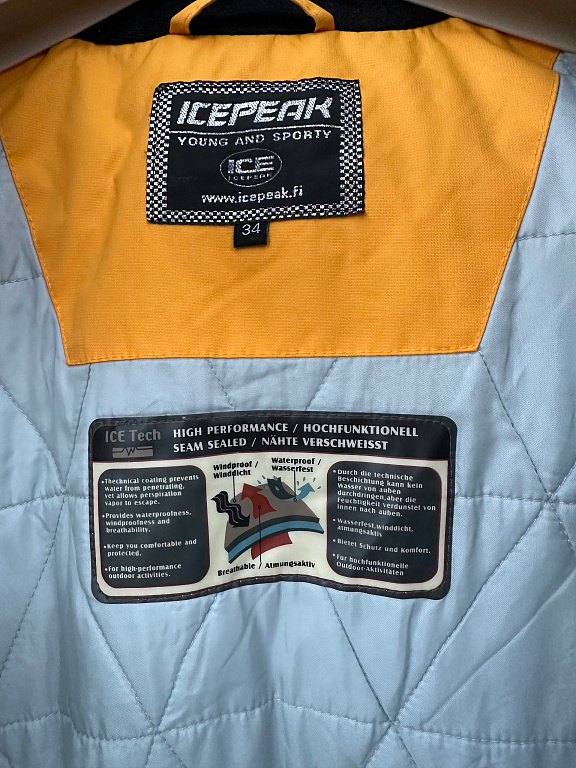 ICEPEAK
YOUNG AND SPORTY
ICE
ICEPEAK
www.icepeak.fi
34
ICE Tech
HIGH PERFORMANCE / HOCHFUNKTIONELL
SEAM SEALED / NÄHTE VERSCHWEISST
•Thechnical coating prevents
water from penetrating,
yet allows perspiration
vapor to escape.
•Provides waterproofness,
windproofness and
breathability.
•Keep you comfortable and
protected.
•For high-performance
outdoor activities.
Windproof /
Winddicht
Waterproof /
Wasserfest
Breathable / Atmungsaktiv
•Durch die technische
Beschichtung kann kein
Wasser von außen
durchdringen,aber die
Feuchtigkeit verdunstet von
innen nach außen.
•Wasserfest,winddicht,
atmungsaktiv
•Bietet Schutz und Komfort.
•Für hochfunktionelle
Outdoor-Aktivitäten